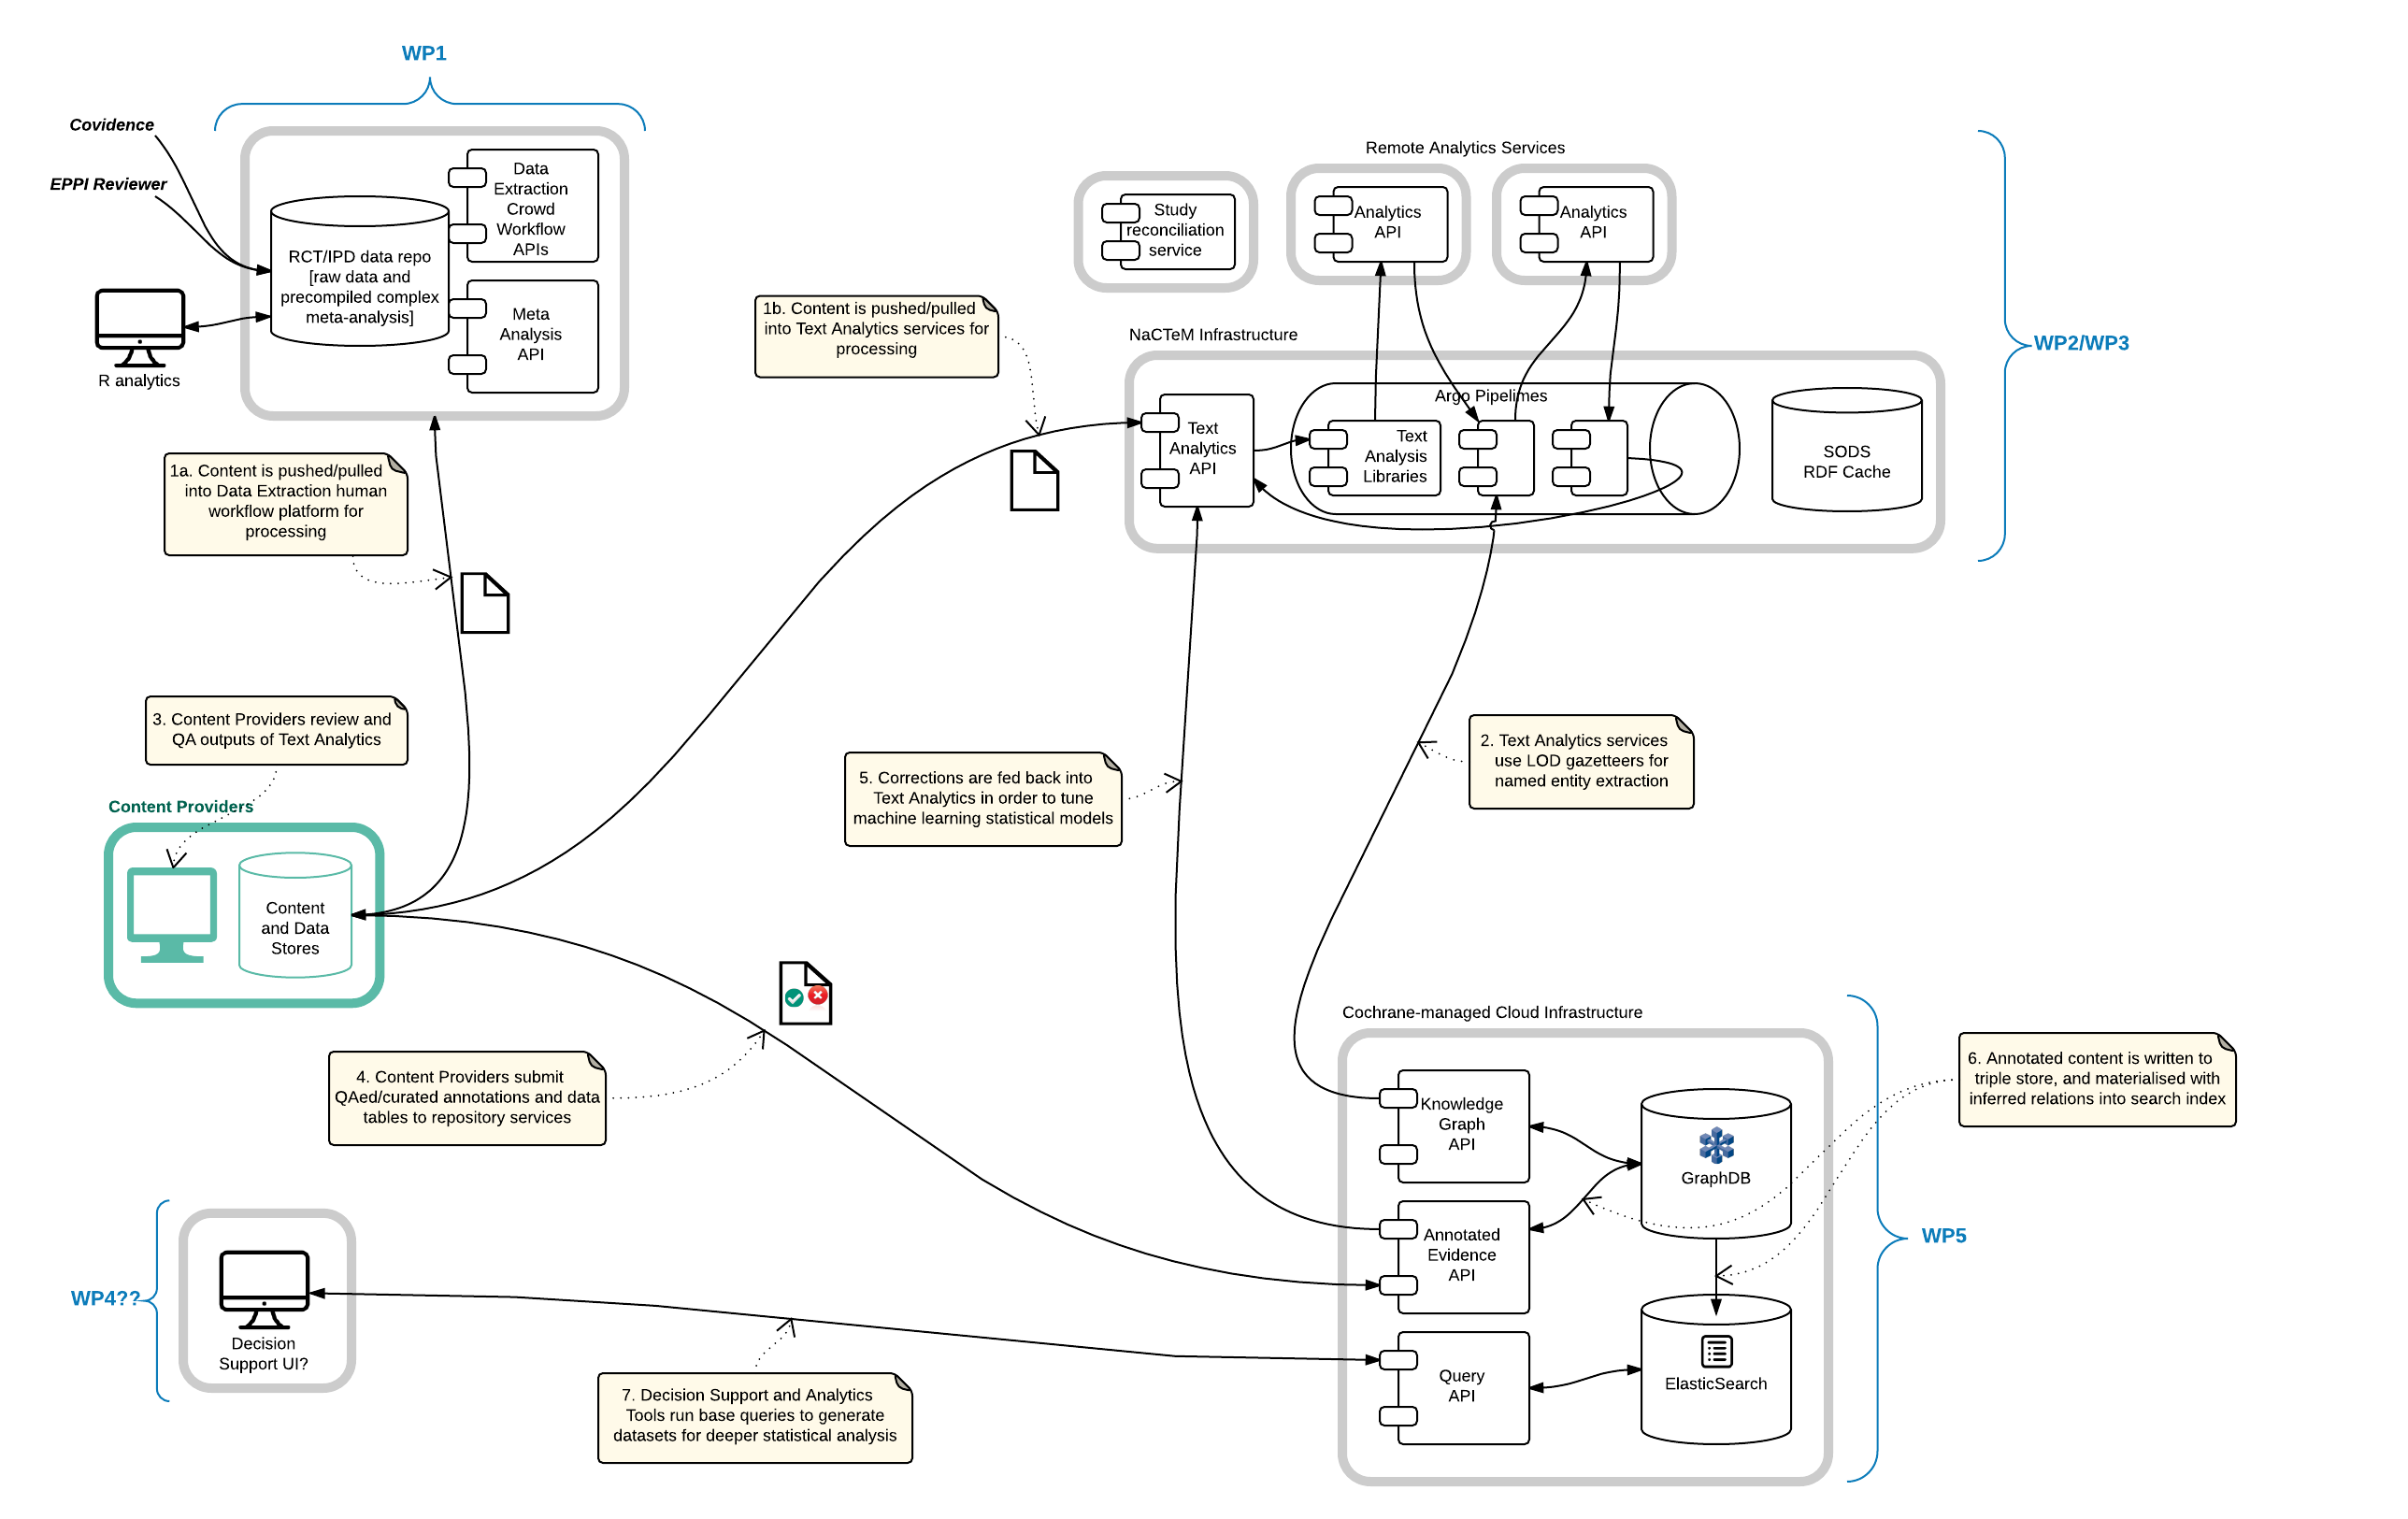 WP1
Covidence
EPPI Reviewer
Data
Extraction
Crowd
Workflow
APIs
RCT/IPD data repo
[raw data and
precompiled complex
meta-analysis]
Meta
Analysis
API
R analytics
Remote Analytics Services
Study
reconciliation
service
Analytics
API
Analytics
API
1b. Content is pushed/pulled
into Text Analytics services for
processing
NaCTeM Infrastructure
WP2/WP3
Argo Pipelimes
Text
Analytics
API
Text
Analysis
Libraries
SODS
RDF Cache
1a. Content is pushed/pulled
into Data Extraction human
workflow platform for
processing
3. Content Providers review and
QA outputs of Text Analytics
5. Corrections are fed back into
Text Analytics in order to tune
machine learning statistical models
2. Text Analytics services
use LOD gazetteers for
named entity extraction
Content Providers
Content
and Data
Stores
4. Content Providers submit
QAed/curated annotations and data
tables to repository services
Cochrane-managed Cloud Infrastructure
Knowledge
Graph
API
GraphDB
6. Annotated content is written to
triple store, and materialised with
inferred relations into search index
Annotated
Evidence
API
WP5
WP4??
Decision
Support UI?
7. Decision Support and Analytics
Tools run base queries to generate
datasets for deeper statistical analysis
Query
API
ElasticSearch